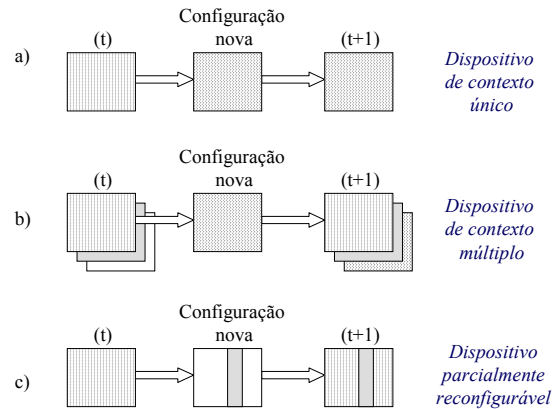 Configuração
(t) nova (t+1)
a) Dispositivo
de contexto
único
Configuração
(t) nova (t+1)
b) Dispositivo
de contexto
múltiplo
Configuração
(t) nova (t+1)
c) Dispositivo
parcialmente
reconfigurável